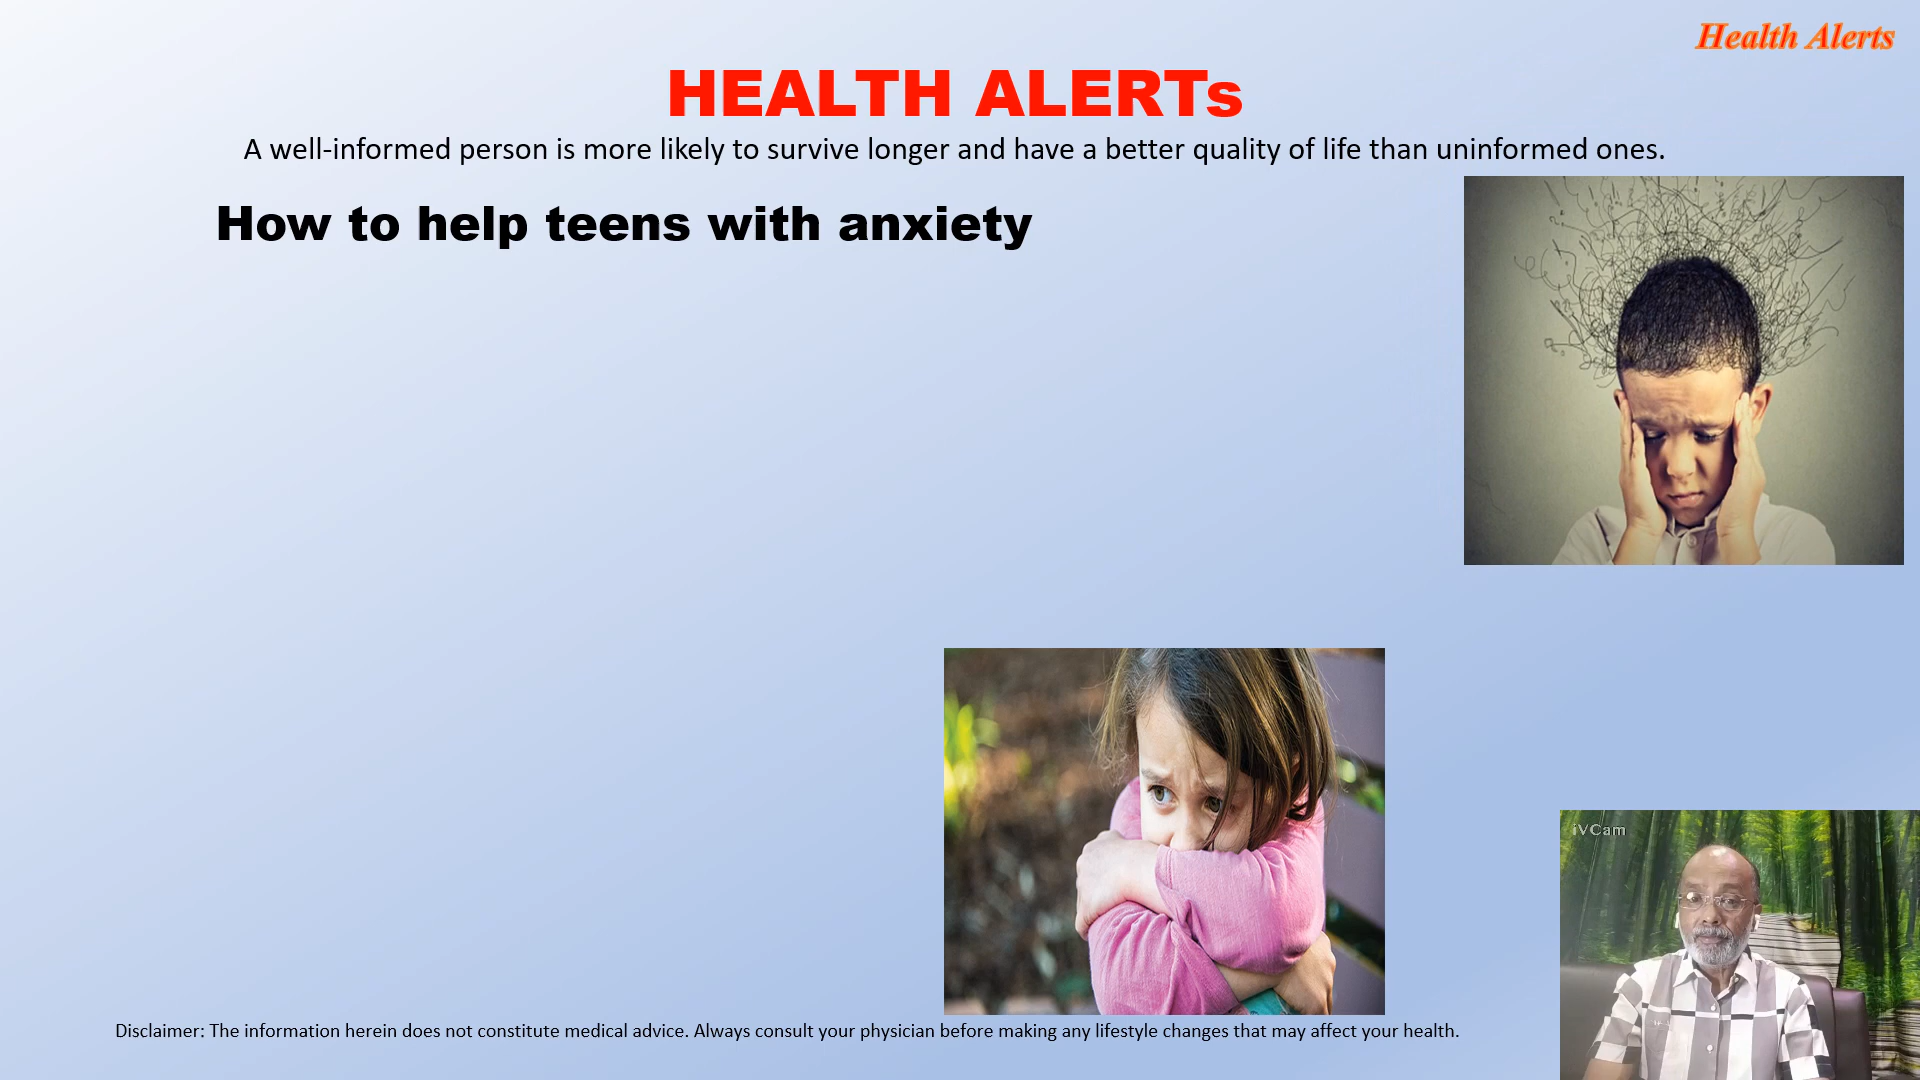 Health Alerts
HEALTH ALERTs
A well-informed person is more likely to survive longer and have a better quality of life than uninformed ones.
How to help teens with anxiety
iVCam
Disclaimer: The information herein does not constitute medical advice. Always consult your physician before making any lifestyle changes that may affect your health.